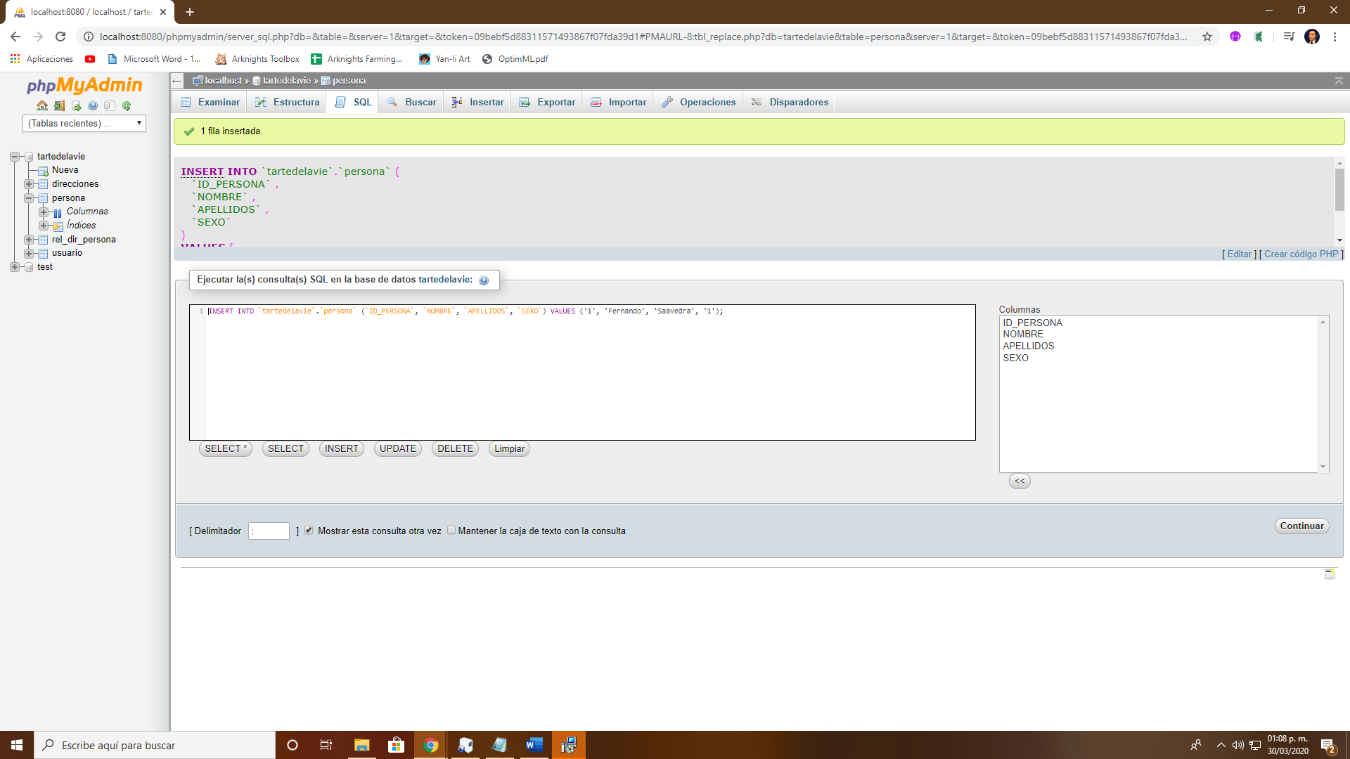 localhost:8080 / localhost / tarte
localhost:8080/phpmyadmin/server_sql.php?db=&table=&server=1&target=&token=09bebf5d88311571493867f07fda39d1#PMAURL-8:tbl_replace.php?db=tartedelavie&table=persona&server=1&target=&token=09bebf5d88311571493867f07fda3...
Aplicaciones
Microsoft Word - 1...
Arknights Toolbox
Arknights Farming...
Yan-li Art
OptimML.pdf
phpMyAdmin
(Tablas recientes) ...
tartedelavie
Nueva
direcciones
persona
Columnas
Índices
rel_dir_persona
usuario
test
localhost » tartedelavie » persona
Examinar
Estructura
SQL
Buscar
Insertar
Exportar
Importar
Operaciones
Disparadores
1 fila insertada.
INSERT INTO `tartedelavie`.`persona` (
`ID_PERSONA` ,
`NOMBRE` ,
`APELLIDOS` ,
`SEXO`
)
VALUES (
[ Editar ] [ Crear código PHP ]
Ejecutar la(s) consulta(s) SQL en la base de datos tartedelavie:
1 INSERT INTO `tartedelavie`.`persona` (`ID_PERSONA`, `NOMBRE`, `APELLIDOS`, `SEXO`) VALUES ('1', 'Fernando', 'Saavedra', '1');
Columnas
ID_PERSONA
NOMBRE
APELLIDOS
SEXO
SELECT *
SELECT
INSERT
UPDATE
DELETE
Limpiar
<<
[ Delimitador ; ] Mostrar esta consulta otra vez Mantener la caja de texto con la consulta
Continuar
Escribe aquí para buscar
01:08 p. m.
30/03/2020
2